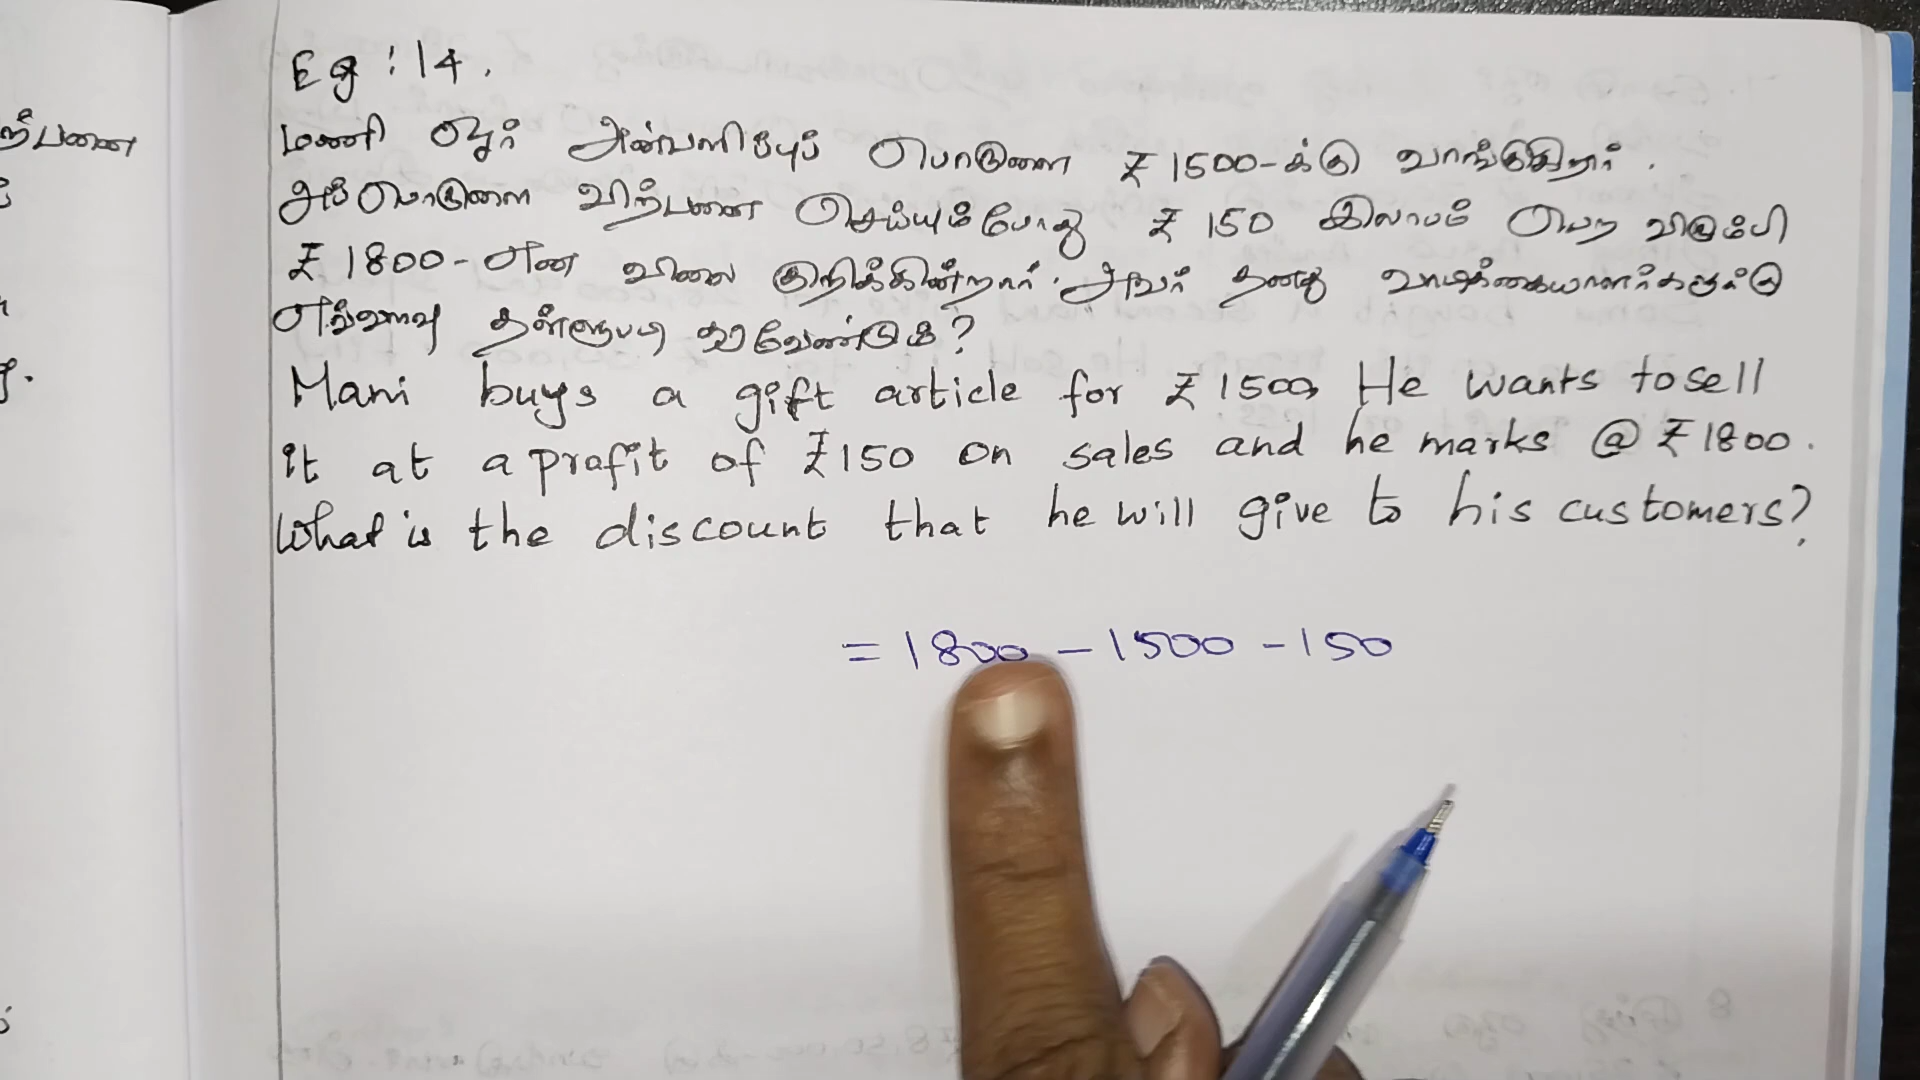 Eg : 14.
ற்பனை
மணி ஓர் அன்பளிப்புப் பொருளை ₹ 1500-க்கு வாங்குகிறார்.
அப்பொருளை விற்பனை செய்யும்போது ₹ 150 இலாபம் பெற விரும்பி
₹ 1800-என விலை குறிக்கின்றார். அவர் தனது வாடிக்கையாளர்களுக்கு
எவ்வளவு தள்ளுபடி தரவேண்டும்?
Mani buys a gift article for ₹ 1500, He wants to sell
it at a profit of ₹ 150 on sales and he marks @ ₹ 1800.
What is the discount that he will give to his customers?
= 1800 - 1500 - 150